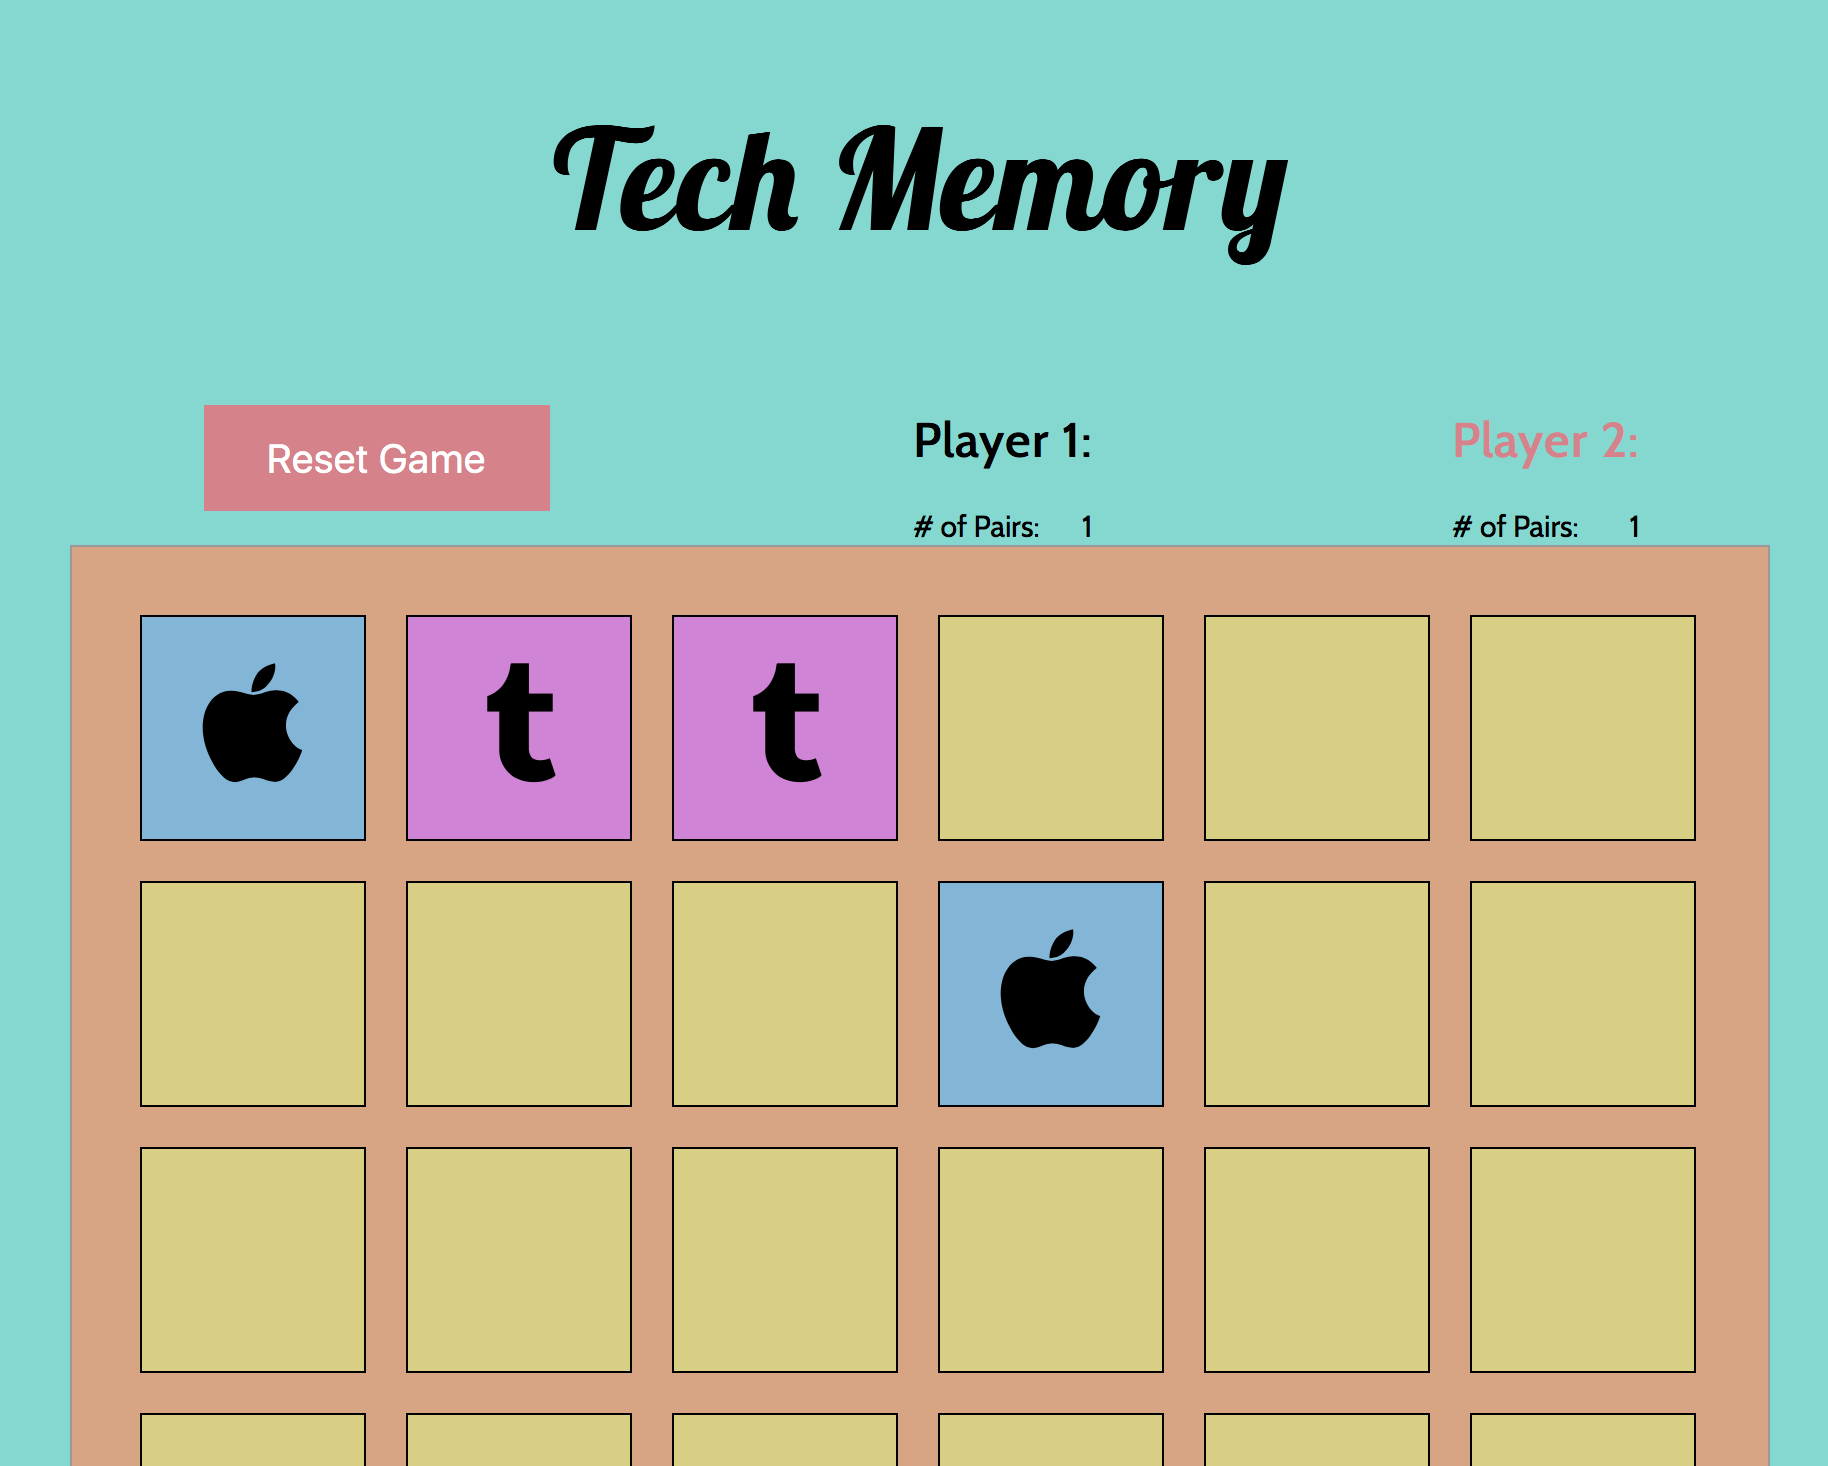 Tech Memory
Reset Game
Player 1:
Player 2:
# of Pairs: 1
# of Pairs: 1
t t